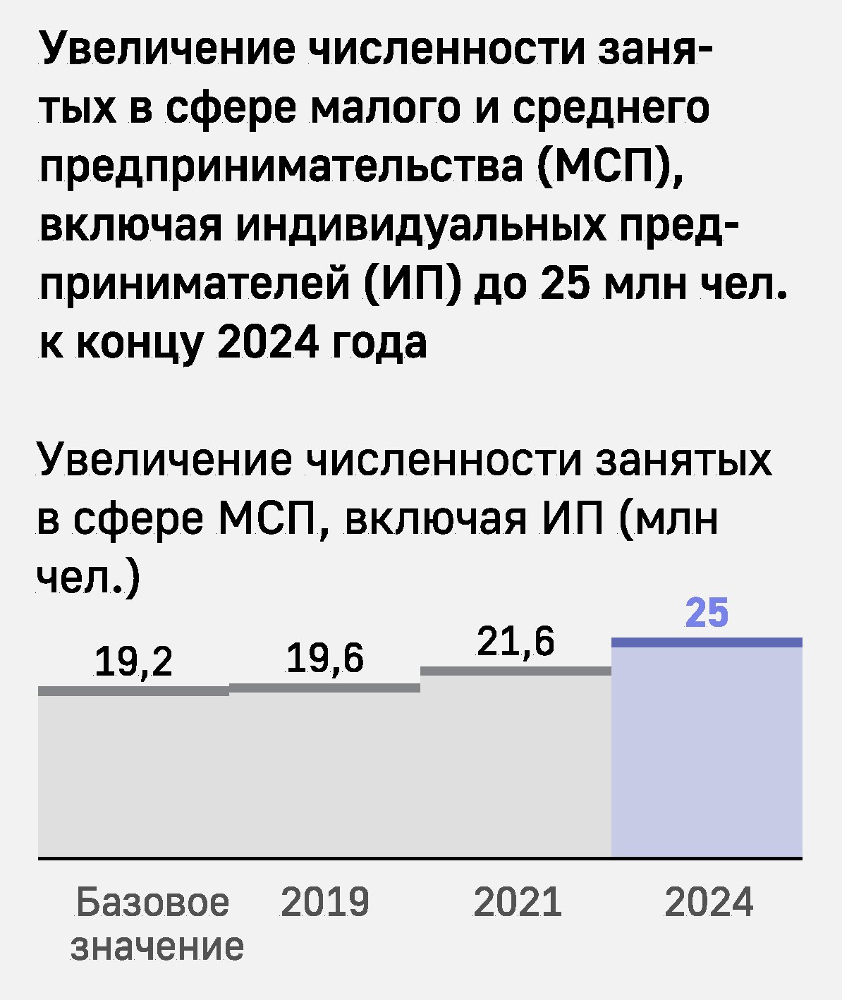 Увеличение численности заня-
тых в сфере малого и среднего
предпринимательства (МСП),
включая индивидуальных пред-
принимателей (ИП) до 25 млн чел.
к концу 2024 года
Увеличение численности занятых
в сфере МСП, включая ИП (млн
чел.)
19,2
19,6
21,6
25
Базовое
значение
2019
2021
2024